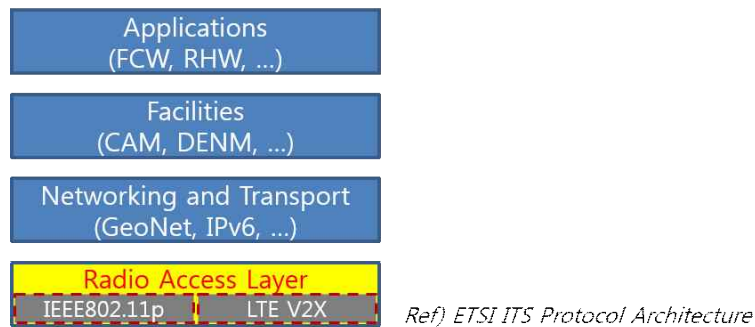 Applications
(FCW, RHW, ...)
Facilities
(CAM, DENM, ...)
Networking and Transport
(GeoNet, IPv6, ...)
Radio Access Layer
IEEE802.11p LTE V2X
Ref) ETSI ITS Protocol Architecture